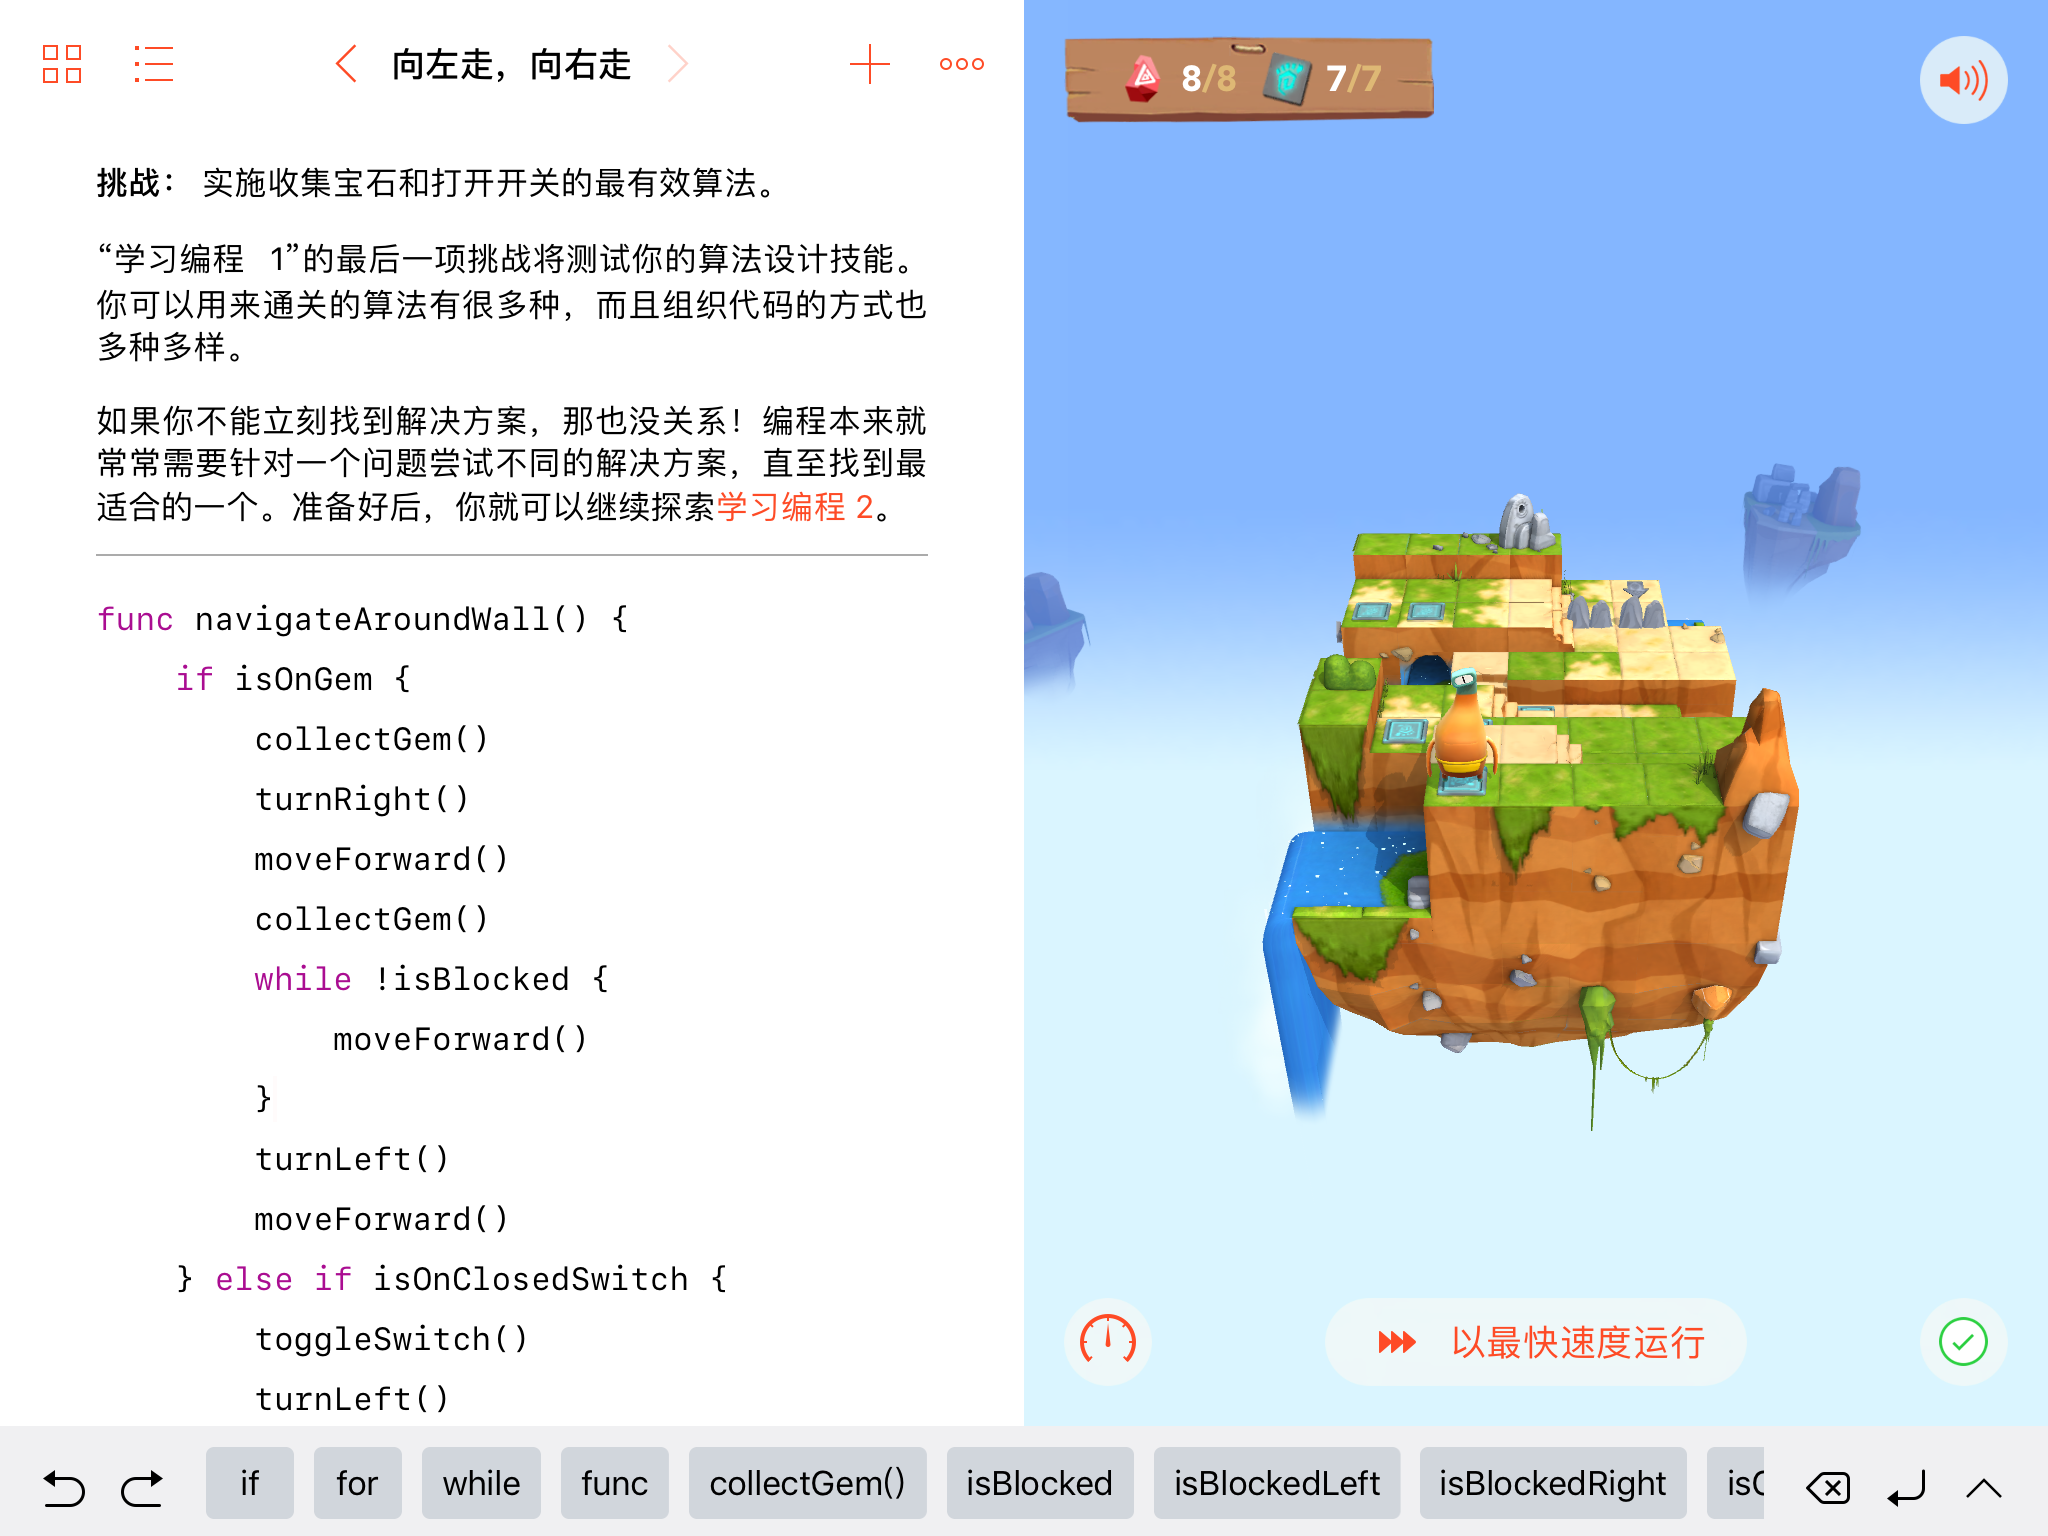 向左走，向右走
挑战： 实施收集宝石和打开开关的最有效算法。
“学习编程 1”的最后一项挑战将测试你的算法设计技能。
你可以用来通关的算法有很多种，而且组织代码的方式也
多种多样。
如果你不能立刻找到解决方案，那也没关系！编程本来就
常常需要针对一个问题尝试不同的解决方案，直至找到最
适合的一个。准备好后，你就可以继续探索学习编程 2。
func navigateAroundWall() {
if isOnGem {
collectGem()
turnRight()
moveForward()
collectGem()
while !isBlocked {
moveForward()
}
turnLeft()
moveForward()
} else if isOnClosedSwitch {
toggleSwitch()
turnLeft()
8/8 7/7
以最快速度运行
if for while func collectGem() isBlocked isBlockedLeft isBlockedRight